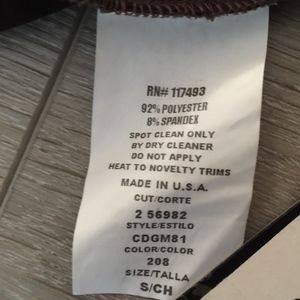 RN# 117493
92% POLYESTER
8% SPANDEX
SPOT CLEAN ONLY
BY DRY CLEANER
DO NOT APPLY
HEAT TO NOVELTY TRIMS
MADE IN U.S.A.
CUT/CORTE
2 56982
STYLE/ESTILO
CDGM81
COLOR/COLOR
208
SIZE/TALLA
S/CH